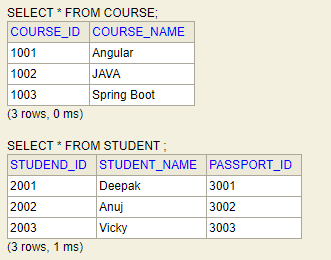 SELECT * FROM COURSE;
COURSE_ID COURSE_NAME
1001 Angular
1002 JAVA
1003 Spring Boot
(3 rows, 0 ms)
SELECT * FROM STUDENT ;
STUDEND_ID STUDENT_NAME PASSPORT_ID
2001 Deepak 3001
2002 Anuj 3002
2003 Vicky 3003
(3 rows, 1 ms)